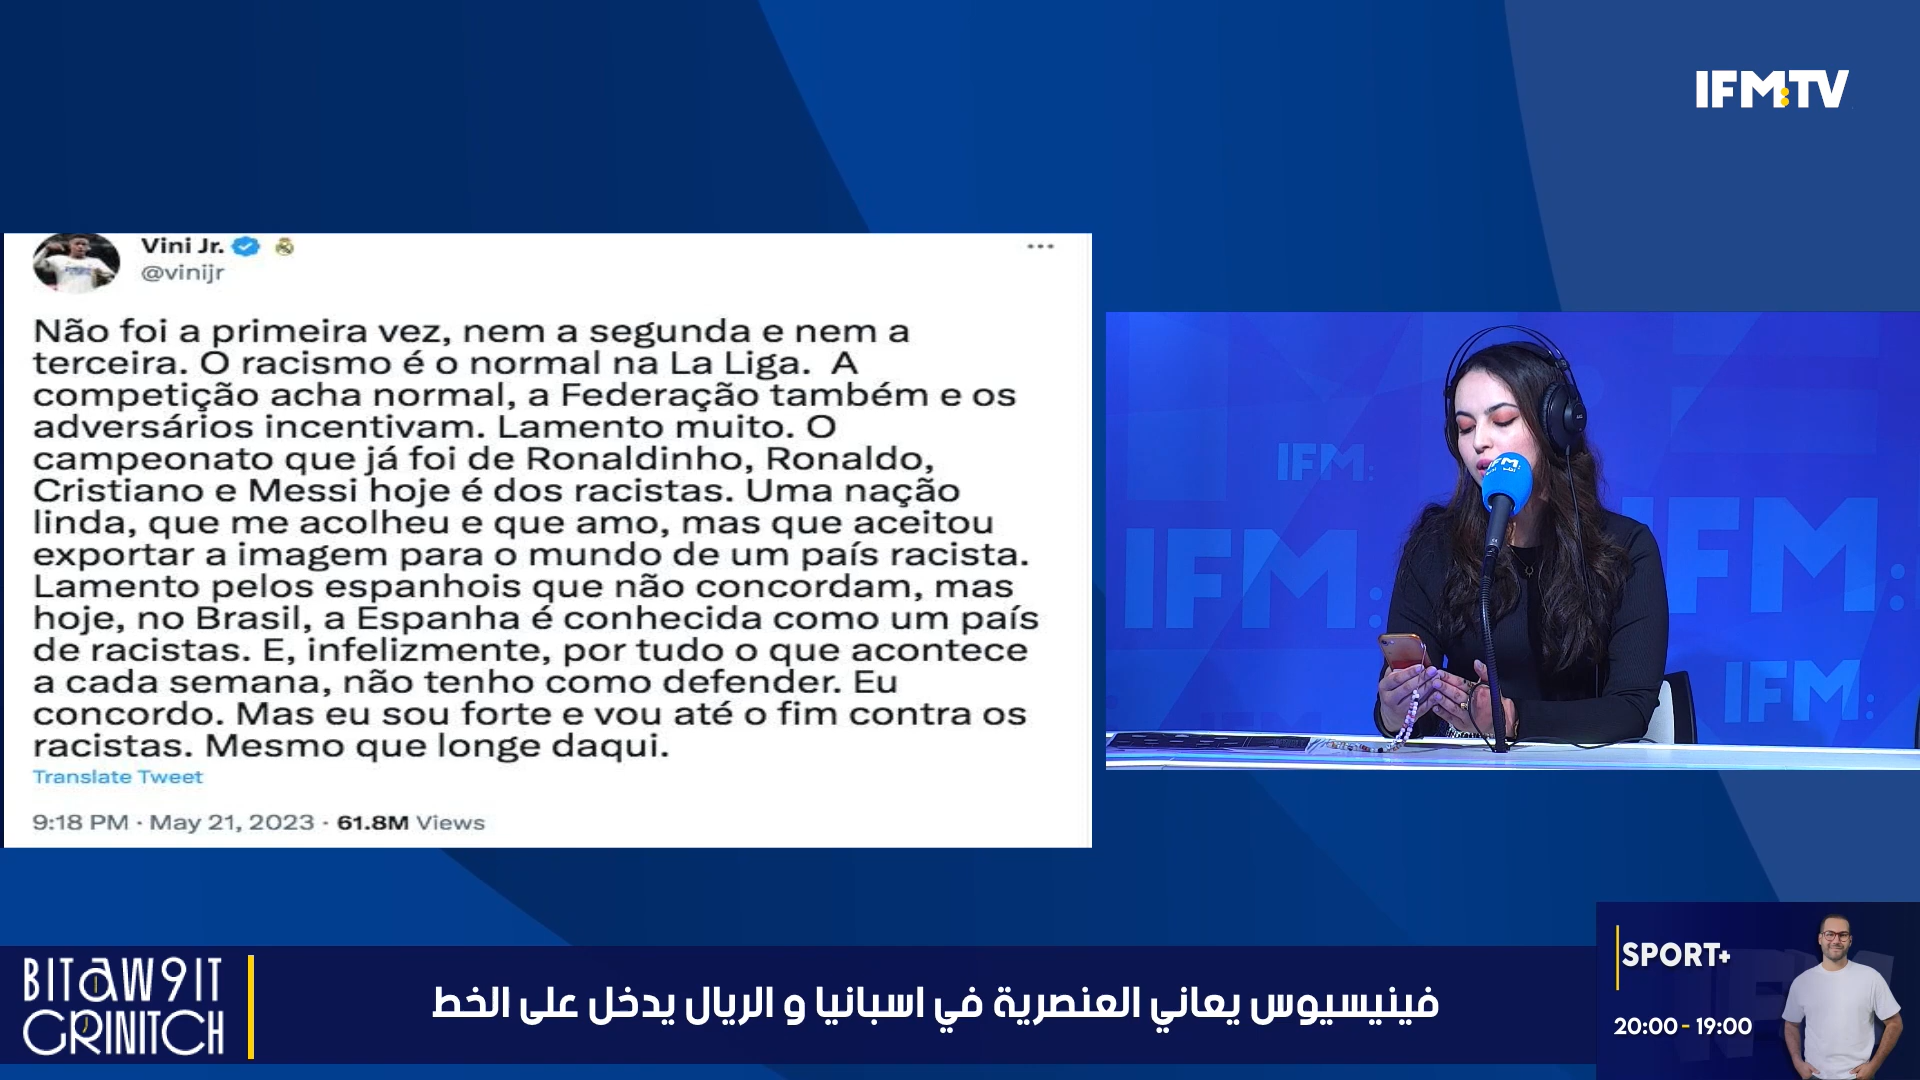 IFM:TV
Vini Jr.
@vinijr
Não foi a primeira vez, nem a segunda e nem a
terceira. O racismo é o normal na La Liga. A
competição acha normal, a Federação também e os
adversários incentivam. Lamento muito. O
campeonato que já foi de Ronaldinho, Ronaldo,
Cristiano e Messi hoje é dos racistas. Uma nação
linda, que me acolheu e que amo, mas que aceitou
exportar a imagem para o mundo de um país racista.
Lamento pelos espanhois que não concordam, mas
hoje, no Brasil, a Espanha é conhecida como um país
de racistas. E, infelizmente, por tudo o que acontece
a cada semana, não tenho como defender. Eu
concordo. Mas eu sou forte e vou até o fim contra os
racistas. Mesmo que longe daqui.
Translate Tweet
9:18 PM · May 21, 2023 · 61.8M Views
IFM:
IFM:
IFM:
IFM:
IFM:
BITaW9IT
GRINITCH
فينيسيوس يعاني العنصرية في اسبانيا و الريال يدخل على الخط
SPORT+
20:00 - 19:00